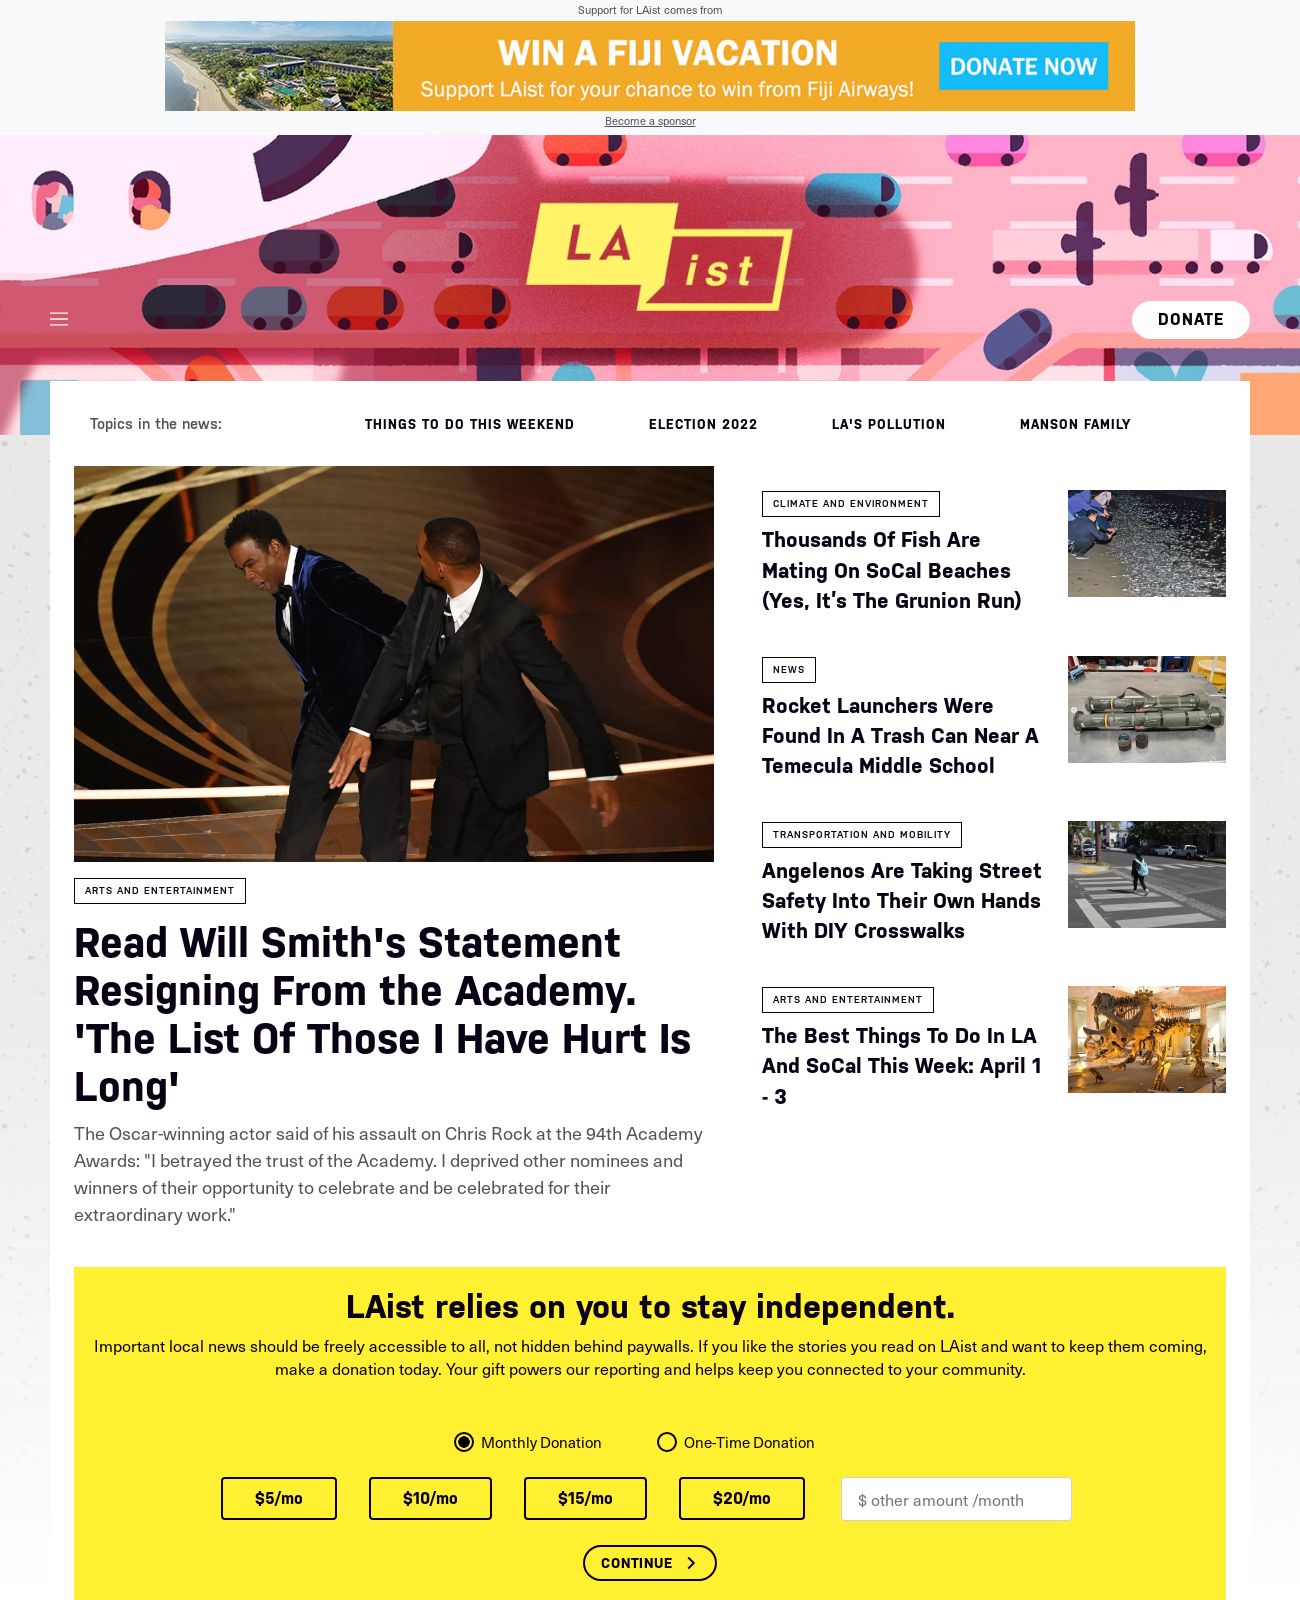 Support for LAist comes from
WIN A FIJI VACATION
Support LAist for your chance to win from Fiji Airways!
DONATE NOW
Become a sponsor
LA
ist
DONATE
Topics in the news:
THINGS TO DO THIS WEEKEND
ELECTION 2022
LA'S POLLUTION
MANSON FAMILY
ARTS AND ENTERTAINMENT
Read Will Smith's Statement
Resigning From the Academy.
'The List Of Those I Have Hurt Is
Long'
The Oscar-winning actor said of his assault on Chris Rock at the 94th Academy
Awards: "I betrayed the trust of the Academy. I deprived other nominees and
winners of their opportunity to celebrate and be celebrated for their
extraordinary work."
CLIMATE AND ENVIRONMENT
Thousands Of Fish Are
Mating On SoCal Beaches
(Yes, It’s The Grunion Run)
NEWS
Rocket Launchers Were
Found In A Trash Can Near A
Temecula Middle School
TRANSPORTATION AND MOBILITY
Angelenos Are Taking Street
Safety Into Their Own Hands
With DIY Crosswalks
ARTS AND ENTERTAINMENT
The Best Things To Do In LA
And SoCal This Week: April 1
- 3
LAist relies on you to stay independent.
Important local news should be freely accessible to all, not hidden behind paywalls. If you like the stories you read on LAist and want to keep them coming,
make a donation today. Your gift powers our reporting and helps keep you connected to your community.
Monthly Donation
One-Time Donation
$5/mo
$10/mo
$15/mo
$20/mo
$ other amount /month
CONTINUE